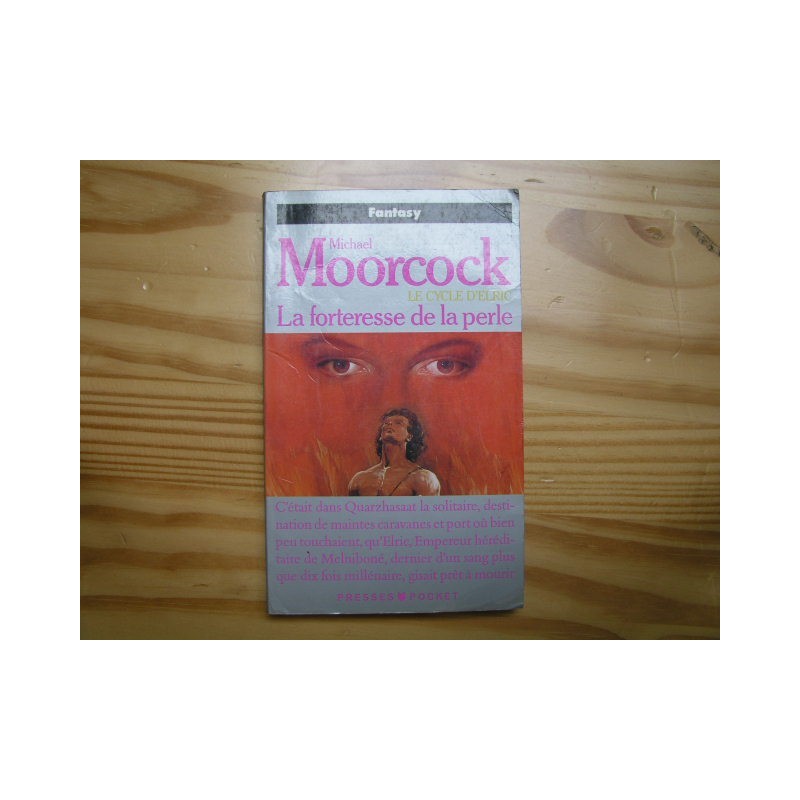 Fantasy
Michael
Moorcock
LE CYCLE D'ELRIC
La forteresse de la perle
C'était dans Quarzhasaat la solitaire, desti-
nation de maintes caravanes et port où bien
peu touchaient, qu'Elric, Empereur hérédi-
taire de Melniboné, dernier d'un sang plus
que dix fois millénaire, gisait prêt à mourir
PRESSES POCKET